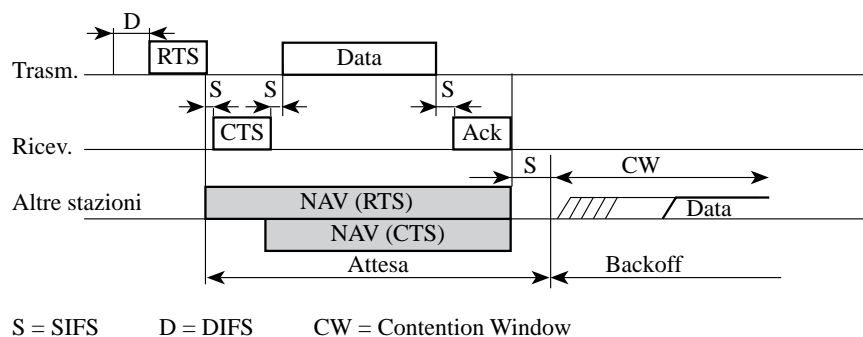 D
RTS
Data
Trasm.
S
S
S
CTS
Ack
Ricev.
S
CW
Altre stazioni
NAV (RTS)
Data
NAV (CTS)
Attesa
Backoff
S = SIFS D = DIFS CW = Contention Window